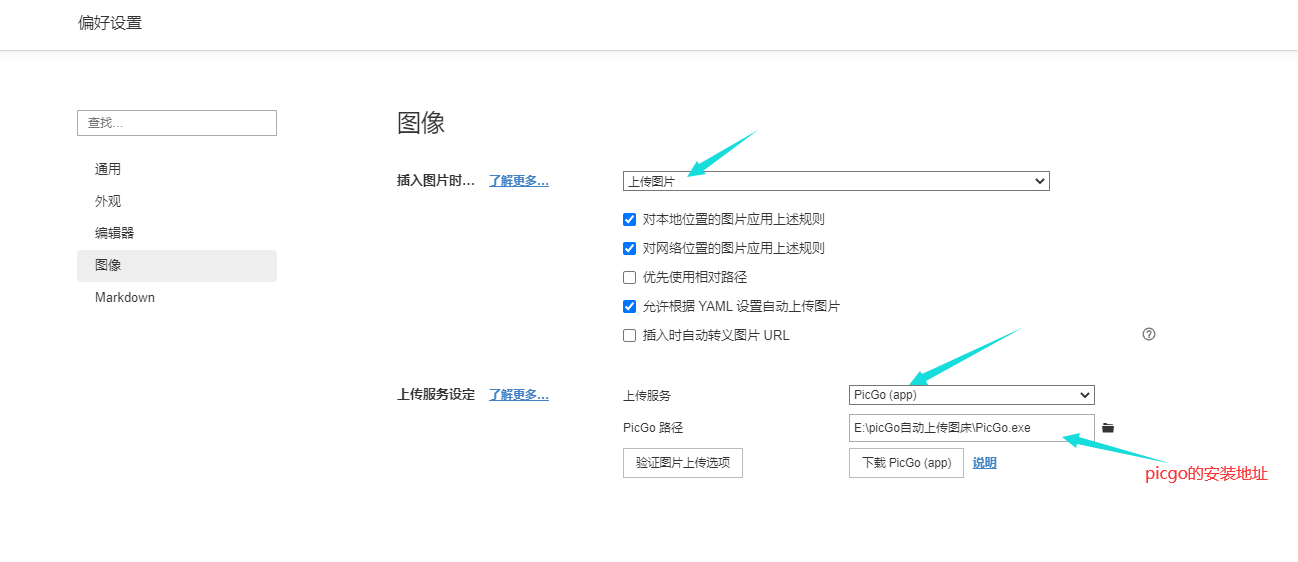 偏好设置
查找...
通用
外观
编辑器
图像
Markdown
图像
插入图片时... 了解更多... 上传图片
对本地位置的图片应用上述规则
对网络位置的图片应用上述规则
优先使用相对路径
允许根据 YAML 设置自动上传图片
插入时自动转义图片 URL
上传服务设定 了解更多... 上传服务 PicGo (app)
PicGo 路径 E:\picGo自动上传图床\PicGo.exe
验证图片上传选项 下载 PicGo (app) 说明
picgo的安装地址